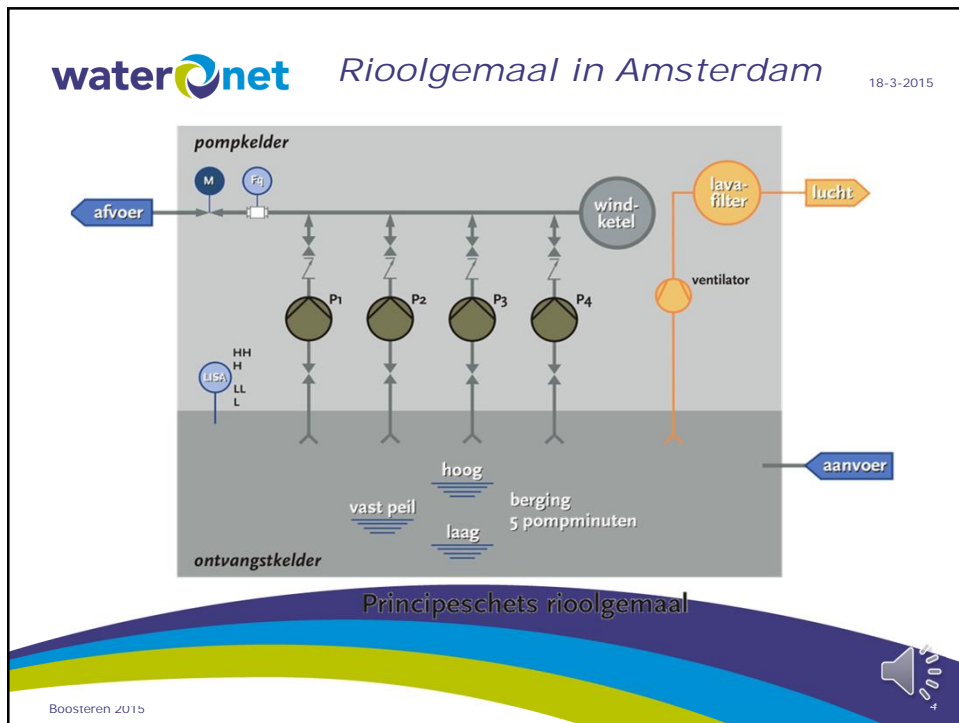 waternet
Rioolgemaal in Amsterdam
18-3-2015
pompkelder
M
Fq
afvoer
wind-
ketel
lava-
filter
lucht
ventilator
P1
P2
P3
P4
LISA
HH
H
LL
L
aanvoer
hoog
vast peil
berging
5 pompminuten
laag
ontvangstkelder
Principeschets rioolgemaal
Boosteren 2015
4